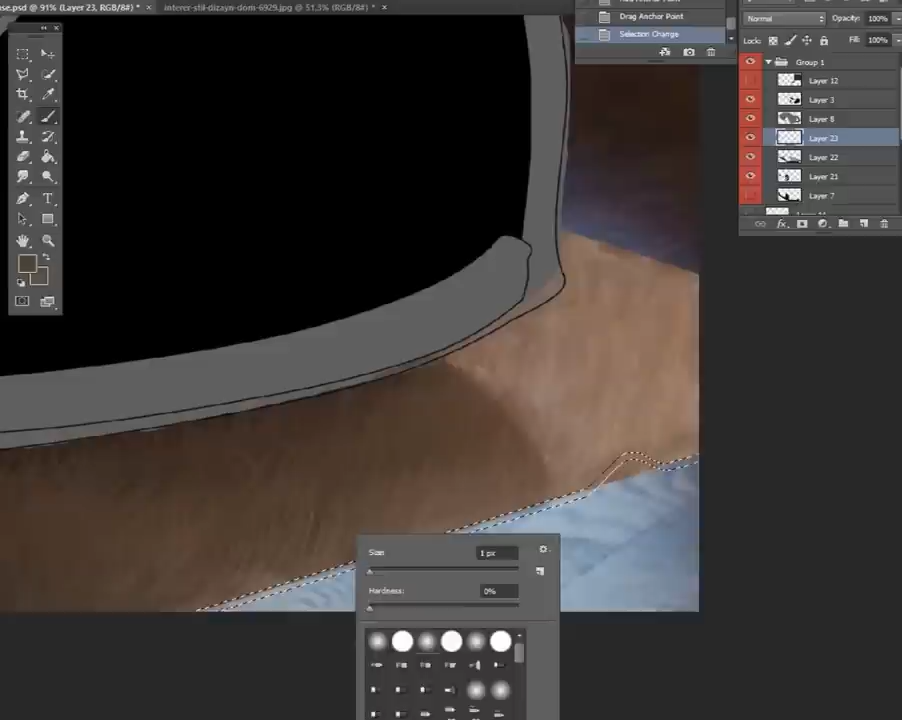 se.psd @ 91% (Layer 23, RGB/8#) * ×
interer-stil-dizayn-dom-6929.jpg @ 51,3% (RGB/8#) * ×
Drag Anchor Point
Selection Change
Normal
Opacity: 100%
Lock:
Fill: 100%
Group 1
Layer 12
Layer 3
Layer 8
Layer 23
Layer 22
Layer 21
Layer 7
Size
1 px
Hardness:
0%